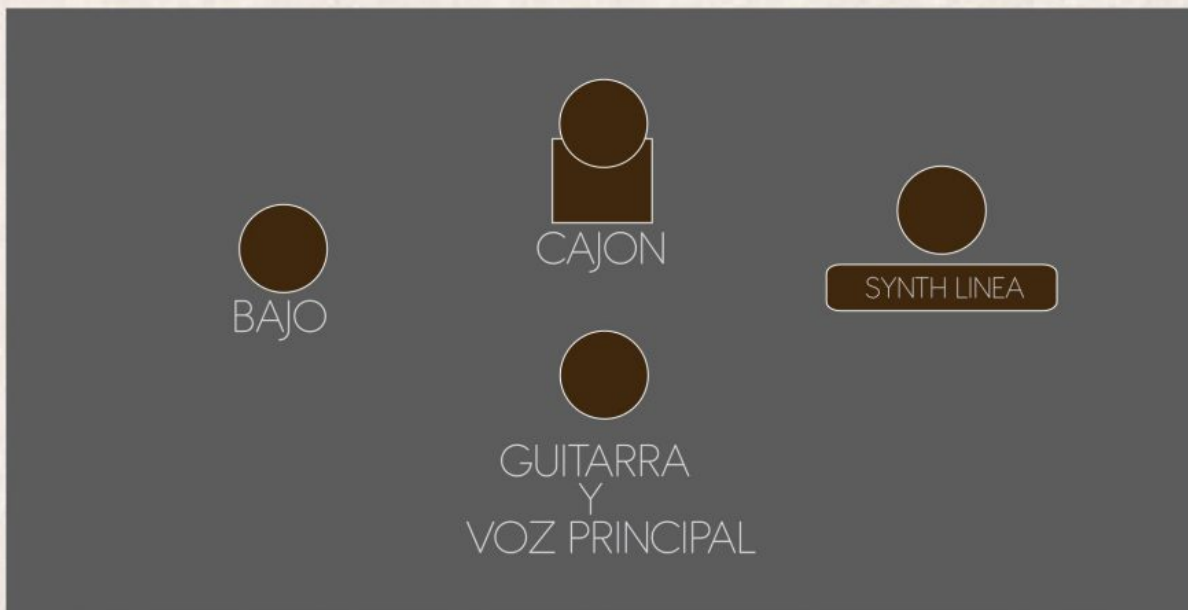 CAJON
BAJO
SYNTH LINEA
GUITARRA
Y
VOZ PRINCIPAL